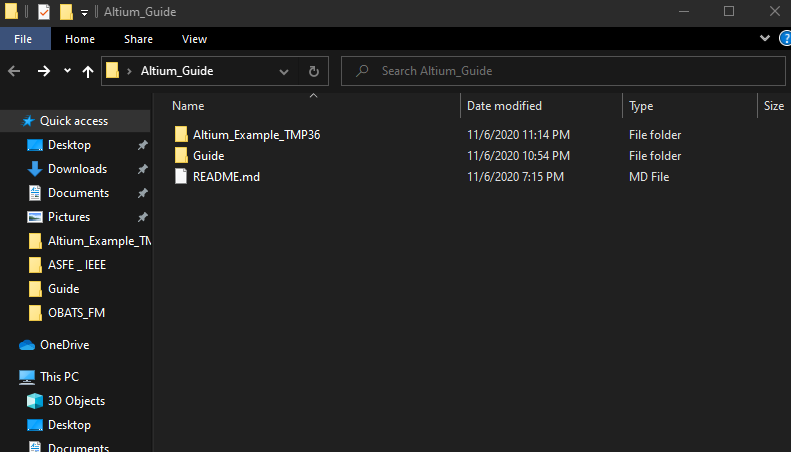 Altium_Guide
File Home Share View
Altium_Guide Search Altium_Guide
Name Date modified Type Size
Quick access
Desktop
Downloads
Documents
Pictures
Altium_Example_TM
ASFE _ IEEE
Guide
OBATS_FM
OneDrive
This PC
3D Objects
Desktop
Documents
Altium_Example_TMP36 11/6/2020 11:14 PM File folder
Guide 11/6/2020 10:54 PM File folder
README.md 11/6/2020 7:15 PM MD File